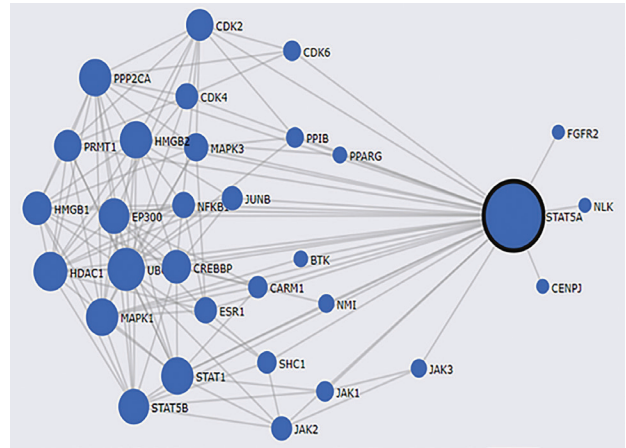 CDK2
CDK6
PPP2CA
CDK4
FGFR2
PPIB
HMGB2
PRMT1
MAPK3
PPARG
JUNB
NLK
NFKB1
HMGB1
EP300
STAT5A
BTK
CREBBP
HDAC1
CENPJ
CARM1
NMI
ESR1
MAPK1
SHC1
JAK3
STAT1
JAK1
STAT5B
JAK2